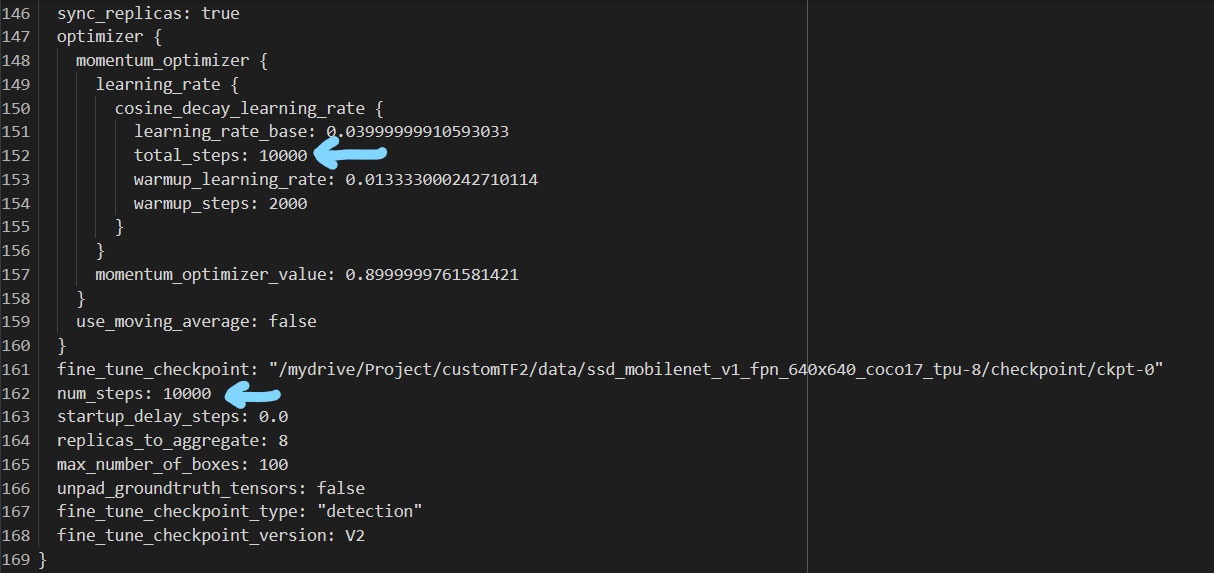 146 sync_replicas: true
147 optimizer {
148 momentum_optimizer {
149 learning_rate {
150 cosine_decay_learning_rate {
151 learning_rate_base: 0.03999999910593033
152 total_steps: 10000
153 warmup_learning_rate: 0.013333000242710114
154 warmup_steps: 2000
155 }
156 }
157 momentum_optimizer_value: 0.8999999761581421
158 }
159 use_moving_average: false
160 }
161 fine_tune_checkpoint: "/mydrive/Project/customTF2/data/ssd_mobilenet_v1_fpn_640x640_coco17_tpu-8/checkpoint/ckpt-0"
162 num_steps: 10000
163 startup_delay_steps: 0.0
164 replicas_to_aggregate: 8
165 max_number_of_boxes: 100
166 unpad_groundtruth_tensors: false
167 fine_tune_checkpoint_type: "detection"
168 fine_tune_checkpoint_version: V2
169 }